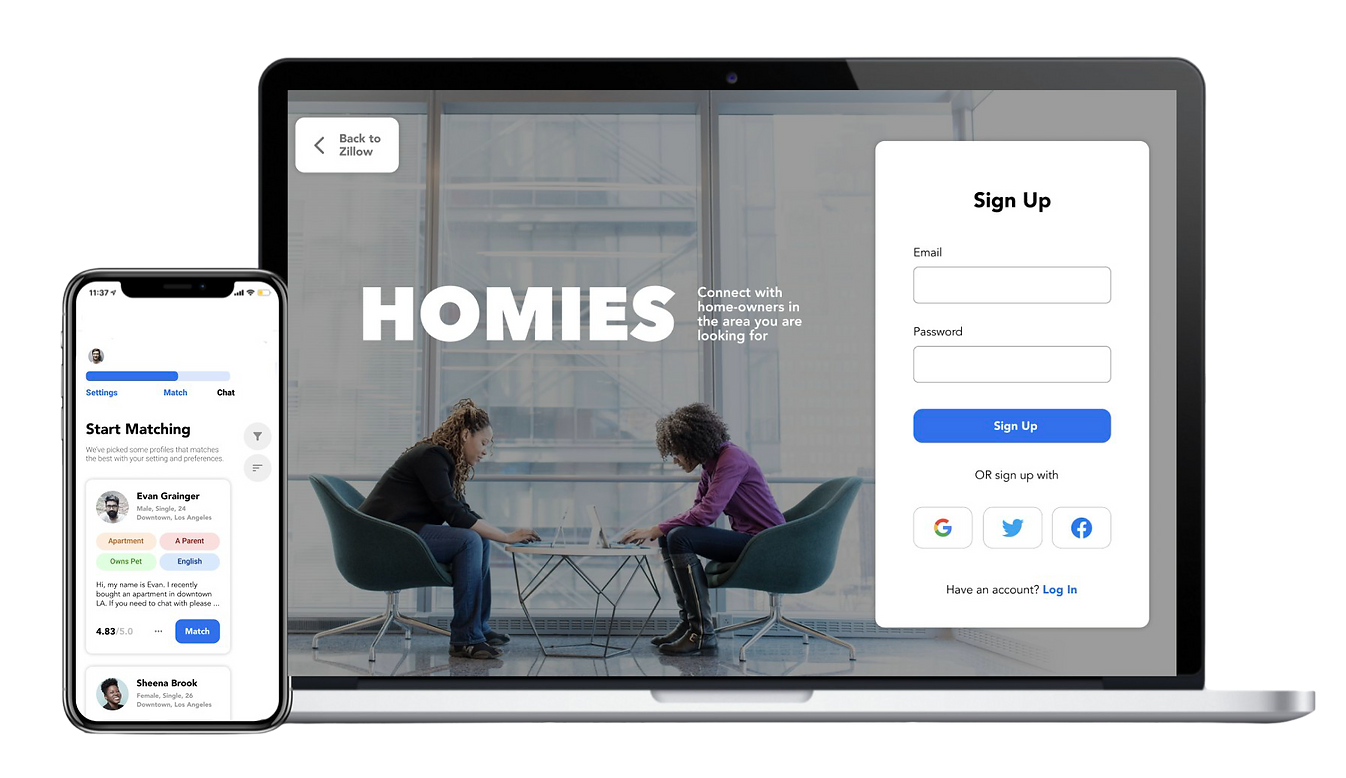 Back to
Zillow
HOMIES
Connect with
home-owners in
the area you are
looking for
Sign Up
Email
Password
Sign Up
OR sign up with
Have an account? Log In
11:37
Settings Match Chat
Start Matching
We've picked some profiles that matches
the best with your setting and preferences.
Evan Grainger
Male, Single, 24
Downtown, Los Angeles
Apartment A Parent
Owns Pet English
Hi, my name is Evan. I recently
bought an apartment in downtown
LA. If you need to chat with please ...
4.83/5.0 ... Match
Sheena Brook
Female, Single, 26
Downtown, Los Angeles